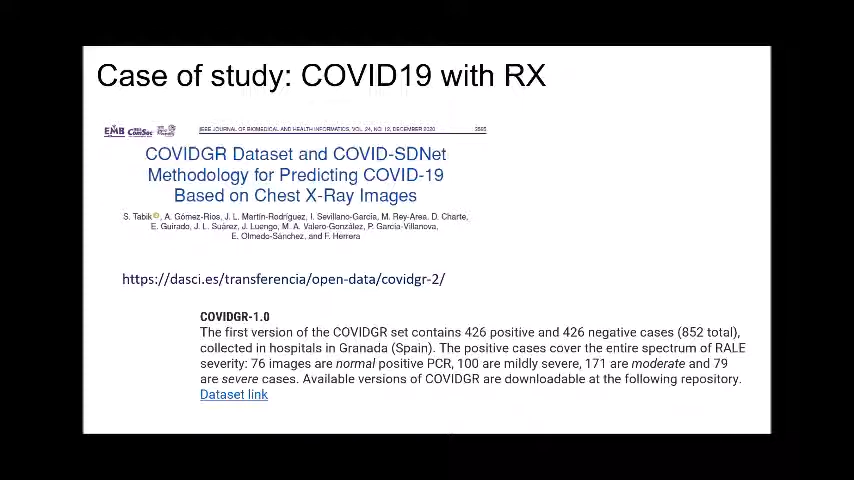 Case of study: COVID19 with RX
EMB ComSoc
IEEE JOURNAL OF BIOMEDICAL AND HEALTH INFORMATICS, VOL. 24, NO. 12, DECEMBER 2020
COVIDGR Dataset and COVID-SDNet
Methodology for Predicting COVID-19
Based on Chest X-Ray Images
S. Tabik, A. Gómez-Ríos, J. L. Martín-Rodríguez, I. Sevillano-García, M. Rey-Area, D. Charte,
E. Guirado, J. L. Suárez, J. Luengo, M. A. Valero-González, P. García-Villanova,
E. Olmedo-Sánchez, and F. Herrera
https://dasci.es/transferencia/open-data/covidgr-2/
COVIDGR-1.0
The first version of the COVIDGR set contains 426 positive and 426 negative cases (852 total),
collected in hospitals in Granada (Spain). The positive cases cover the entire spectrum of RALE
severity: 76 images are normal positive PCR, 100 are mildly severe, 171 are moderate and 79
are severe cases. Available versions of COVIDGR are downloadable at the following repository.
Dataset link